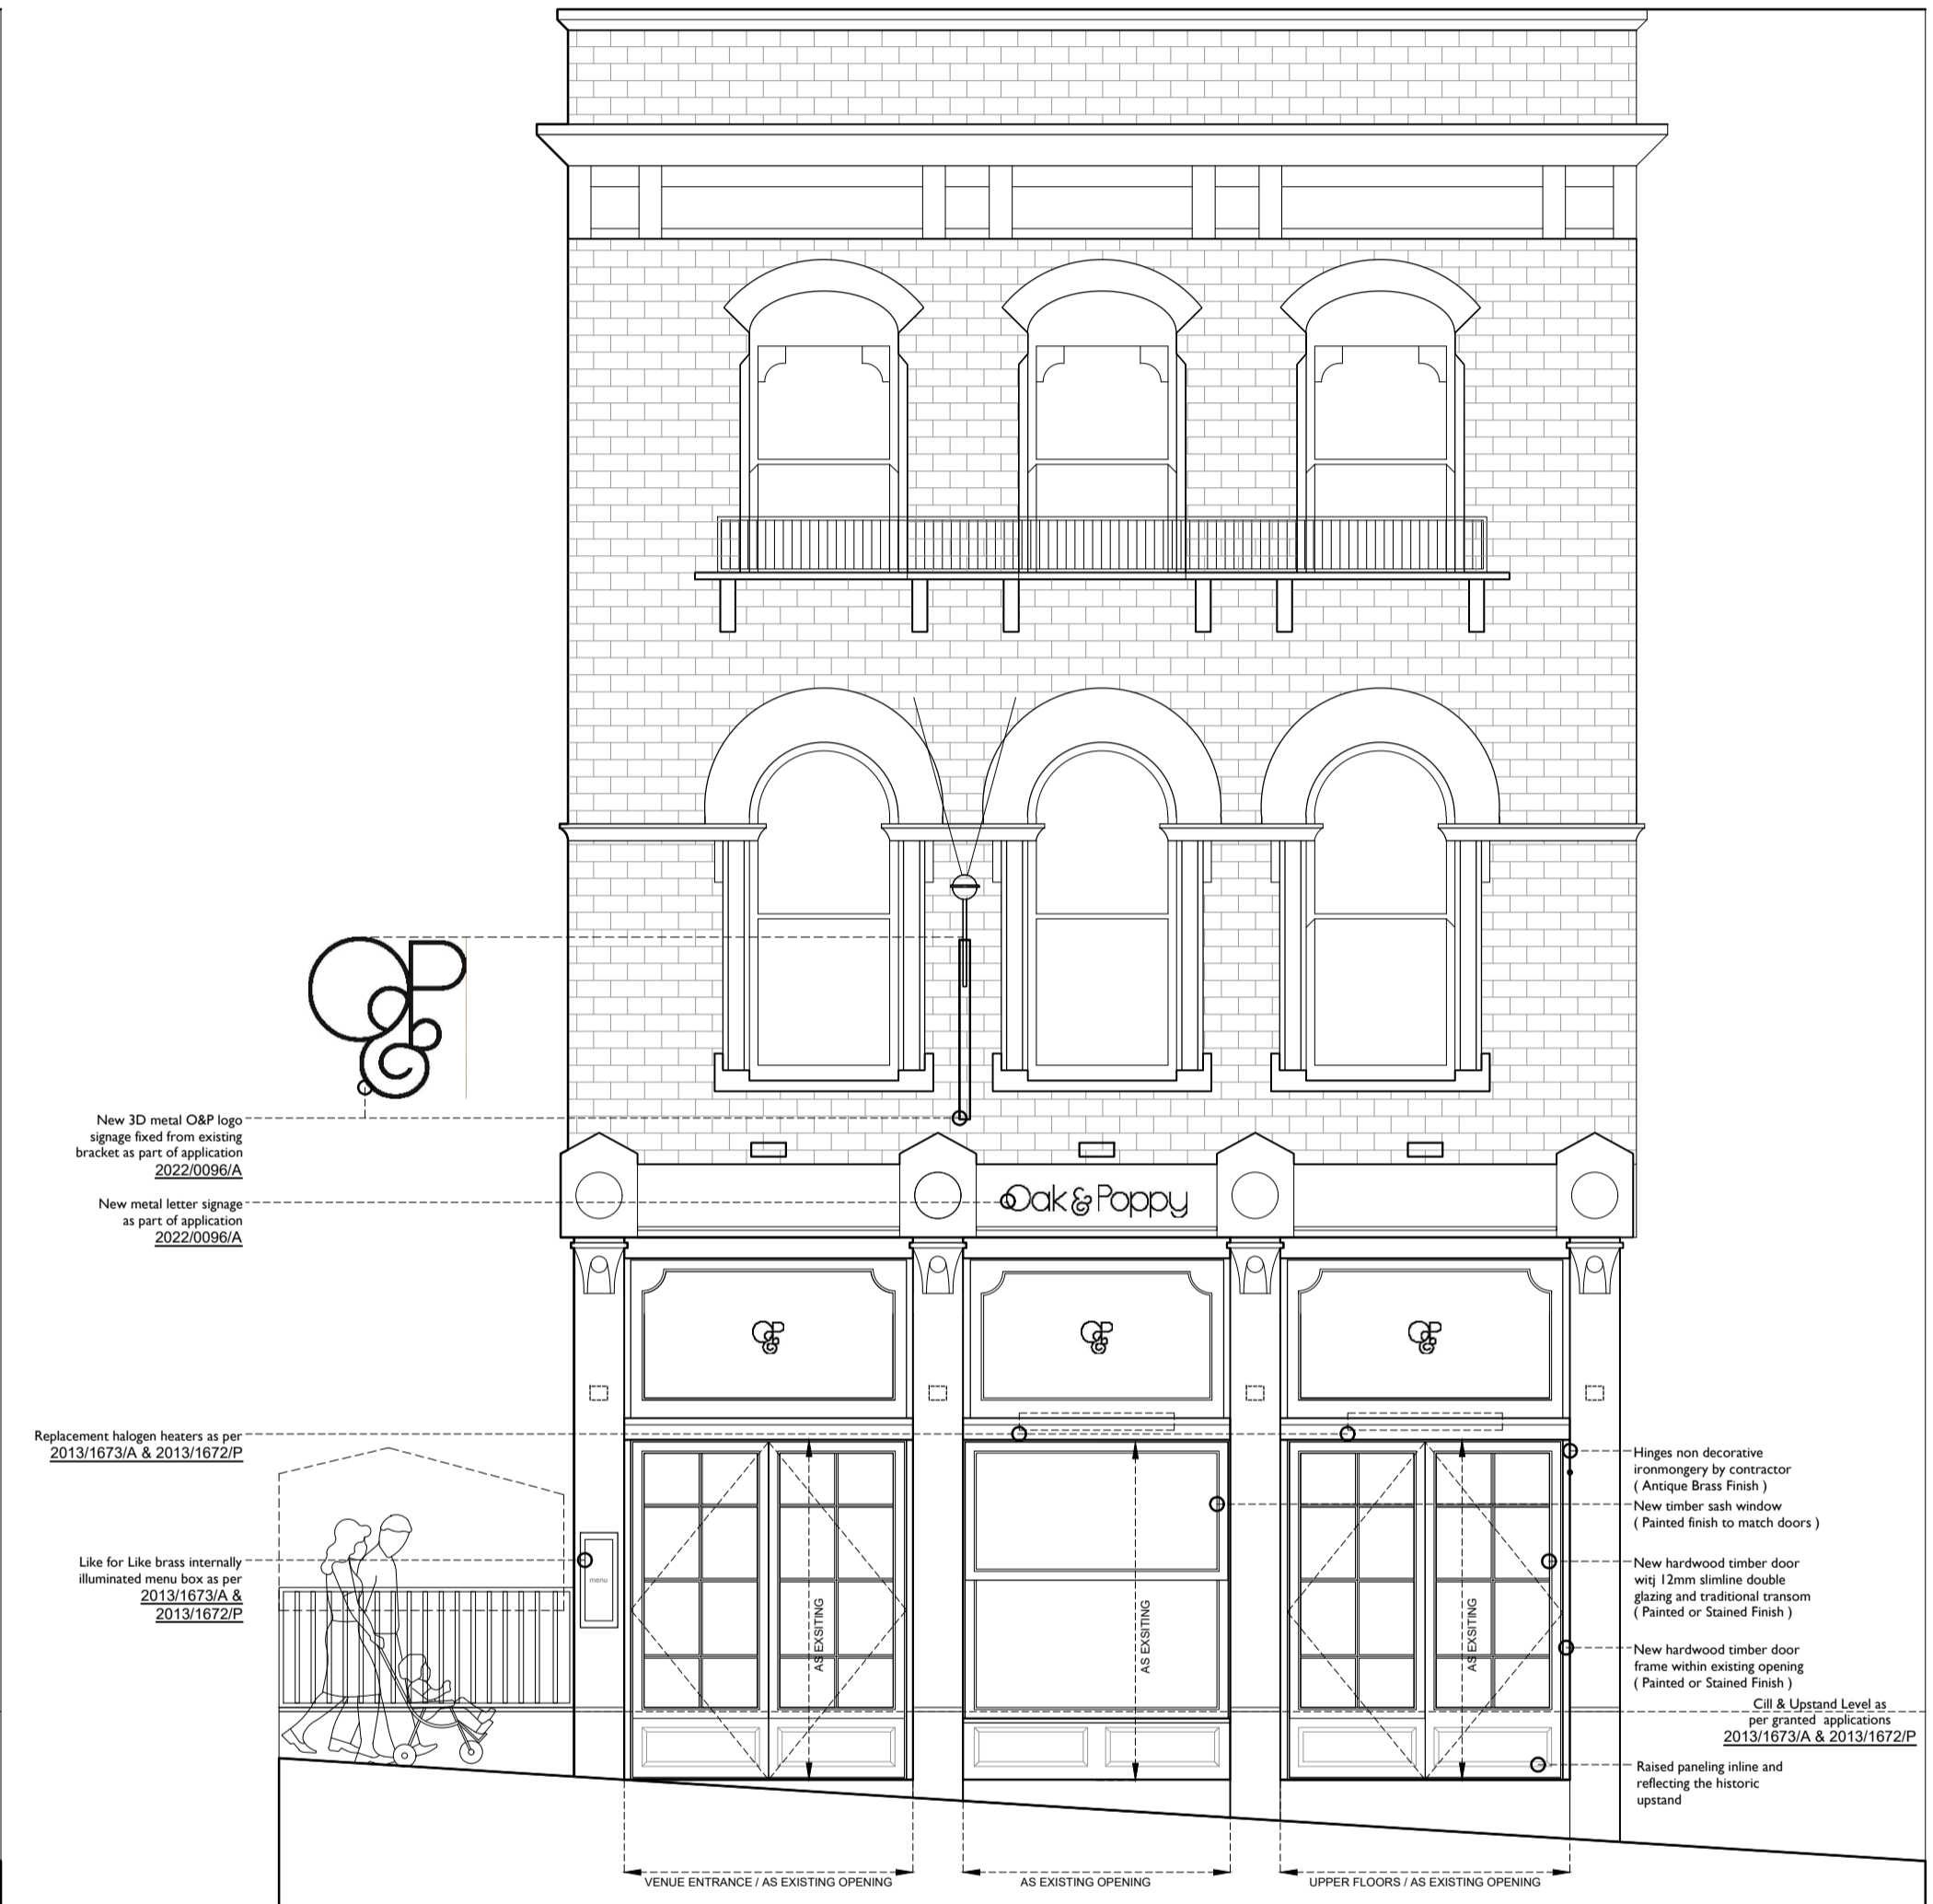 New 3D metal O&P logo
signage fixed from existing
bracket as part of application
2022/0096/A
New metal letter signage
as part of application
2022/0096/A
Oak & Poppy
Replacement halogen heaters as per
2013/1673/A & 2013/1672/P
Like for Like brass internally
illuminated menu box as per
2013/1673/A &
2013/1672/P
menu
AS EXSITING
AS EXSITING
AS EXSITING
Hinges non decorative
ironmongery by contractor
( Antique Brass Finish )
New timber sash window
( Painted finish to match doors )
New hardwood timber door
witj 12mm slimline double
glazing and traditional transom
( Painted or Stained Finish )
New hardwood timber door
frame within existing opening
( Painted or Stained Finish )
Cill & Upstand Level as
per granted applications
2013/1673/A & 2013/1672/P
Raised paneling inline and
reflecting the historic
upstand
VENUE ENTRANCE / AS EXISTING OPENING
AS EXISTING OPENING
UPPER FLOORS / AS EXISTING OPENING